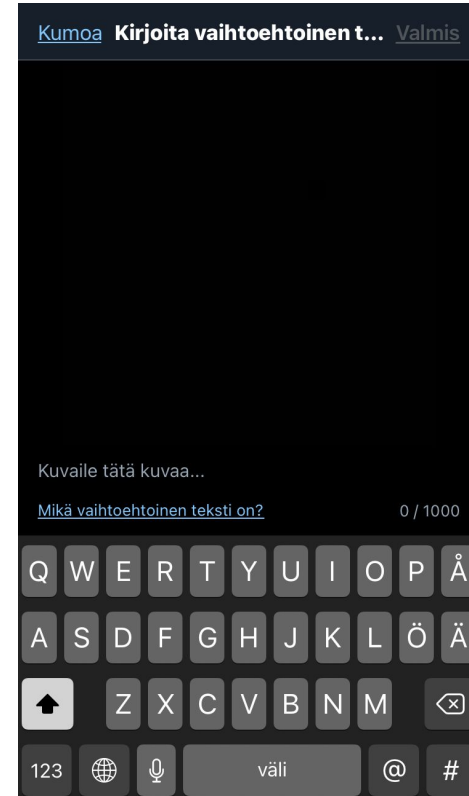 Kumoa Kirjoita vaihtoehtoinen t... Valmis
Kuvaile tätä kuvaa...
Mikä vaihtoehtoinen teksti on? 0 / 1000
Q W E R T Y U I O P Å
A S D F G H J K L Ö Ä
Z X C V B N M
123 väli @ #